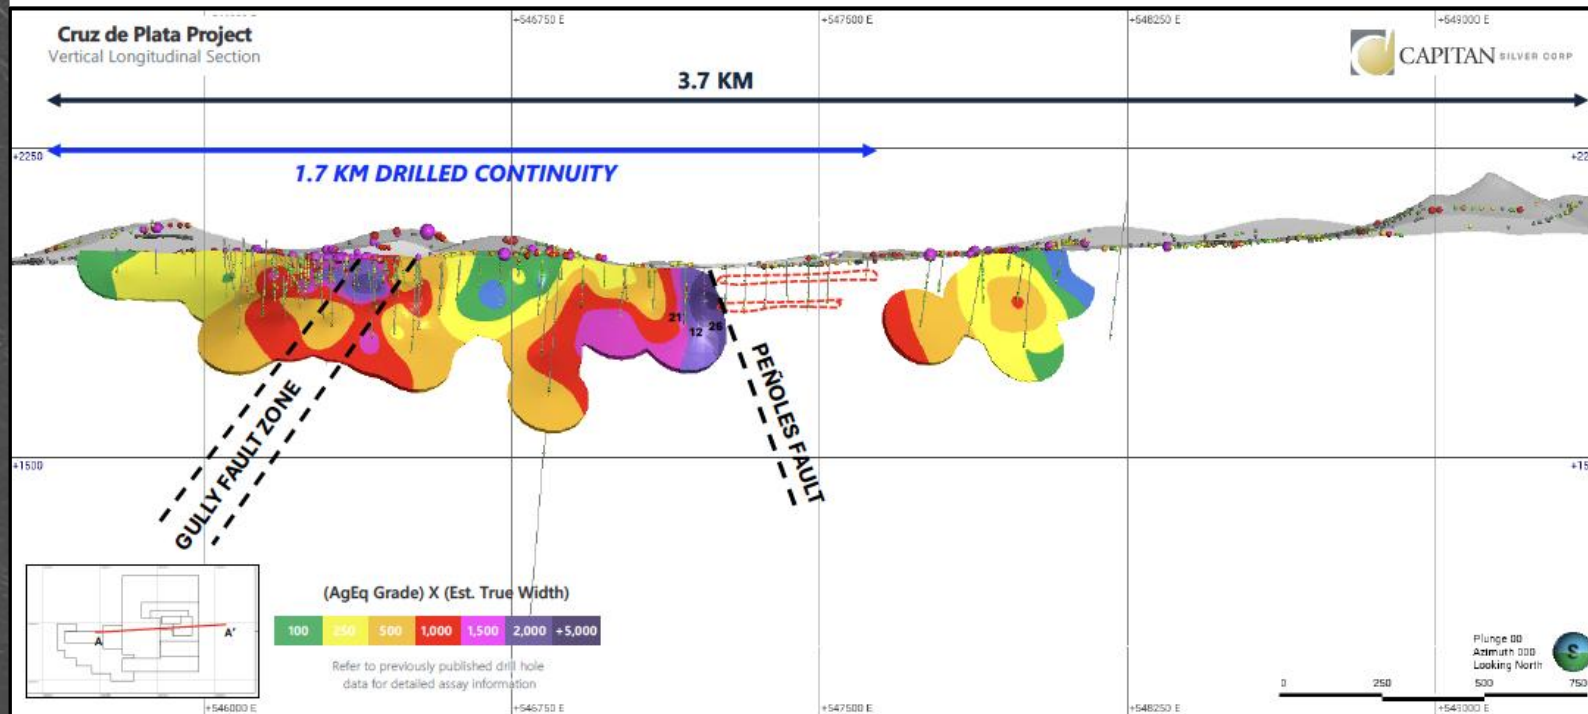 +546750 E
+547500 E
+548250 E
+549000 E
Cruz de Plata Project
Vertical Longitudinal Section
CAPITAN SILVER CORP
3.7 KM
+2250
1.7 KM DRILLED CONTINUITY
21
12
26
GULLY FAULT ZONE
PEÑOLES FAULT
+1500
(AgEq Grade) X (Est. True Width)
100 250 500 1,000 1,500 2,000 +5,000
Refer to previously published drill hole
data for detailed assay information
A
A'
Plunge 00
Azimuth 000
Looking North
S
0 250 500 750
+546000 E
+546750 E
+547500 E
+548250 E
+549000 E